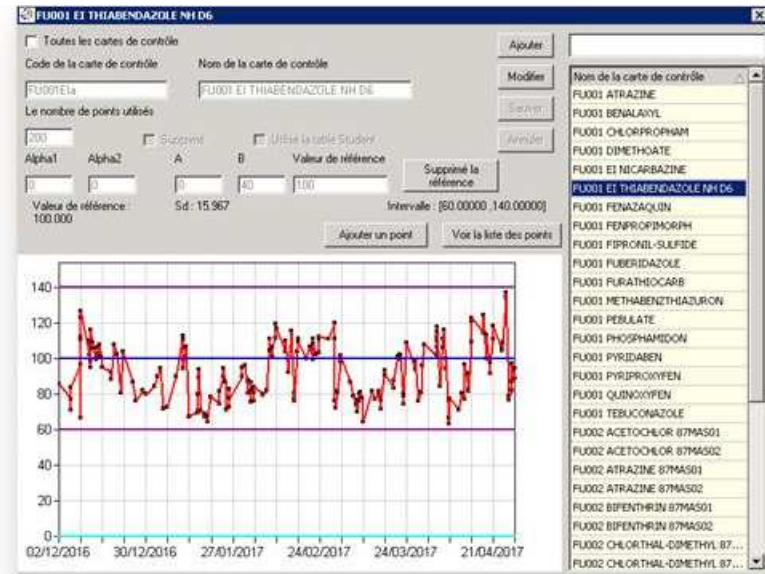 FU001 EI THIABENDAZOLE NH D6
Toutes les cartes de contrôle
Ajouter
Code de la carte de contrôle Nom de la carte de contrôle
Modifier
FU001EIa FU001 EI THIABENDAZOLE NH D6
Le nombre de points utilisés
Sauver
200 Supprimé Utilise la table Student
Annuler
Alpha1 Alpha2 A B Valeur de référence
Supprimé la
référence
0 0 0 40 100
Valeur de référence : Sd : 15.967 Intervalle : [60.00000 ,140.00000]
100.000
Ajouter un point Voir la liste des points
140
120
100
80
60
40
20
0
02/12/2016 30/12/2016 27/01/2017 24/02/2017 24/03/2017 21/04/2017
Nom de la carte de contrôle
FU001 ATRAZINE
FU001 BENALAXYL
FU001 CHLORPROPHAM
FU001 DIMETHOATE
FU001 EI NICARBAZINE
FU001 EI THIABENDAZOLE NH D6
FU001 FENAZAQUIN
FU001 FENPROPIMORPH
FU001 FIPRONIL-SULFIDE
FU001 FUBERIDAZOLE
FU001 FURATHIOCARB
FU001 METHABENZTHIAZURON
FU001 PEBULATE
FU001 PHOSPHAMIDON
FU001 PYRIDABEN
FU001 PYRIPROXYFEN
FU001 QUINOXYFEN
FU001 TEBUCONAZOLE
FU002 ACETOCHLOR 87MAS01
FU002 ACETOCHLOR 87MAS02
FU002 ATRAZINE 87MAS01
FU002 ATRAZINE 87MAS02
FU002 BIFENTHRIN 87MAS01
FU002 BIFENTHRIN 87MAS02
FU002 CHLORTHAL-DIMETHYL 87...
FU002 CHLORTHAL-DIMETHYL 87...